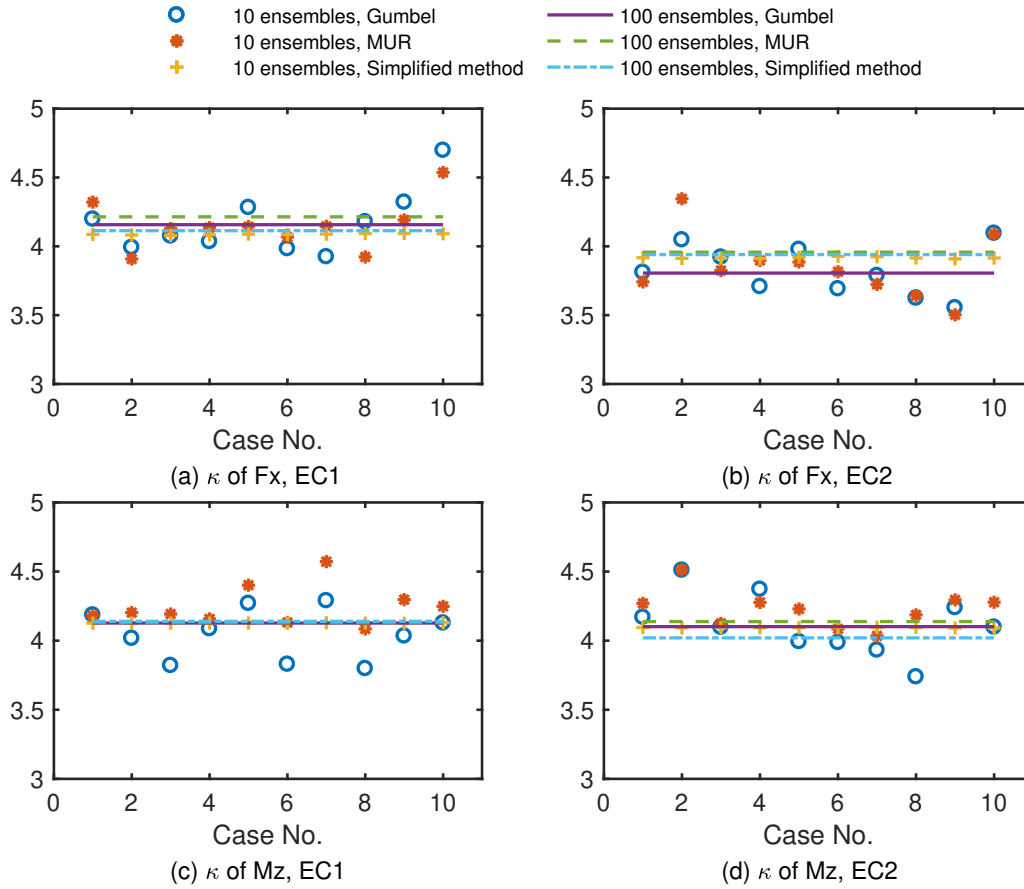 10 ensembles, Gumbel
10 ensembles, MUR
10 ensembles, Simplified method
100 ensembles, Gumbel
100 ensembles, MUR
100 ensembles, Simplified method
5
4.5
4
3.5
3
0 2 4 6 8 10
Case No.
(a) κ of Fx, EC1
5
4.5
4
3.5
3
0 2 4 6 8 10
Case No.
(b) κ of Fx, EC2
5
4.5
4
3.5
3
0 2 4 6 8 10
Case No.
(c) κ of Mz, EC1
5
4.5
4
3.5
3
0 2 4 6 8 10
Case No.
(d) κ of Mz, EC2